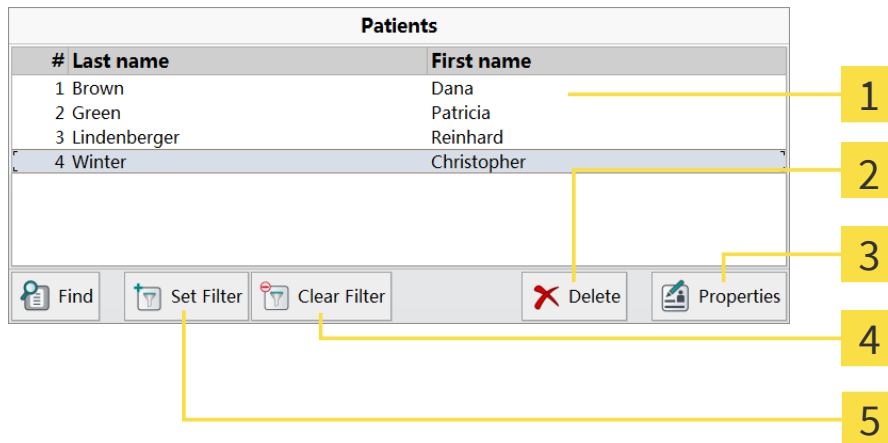 Patients
# Last name First name
1 Brown Dana
2 Green Patricia
3 Lindenberger Reinhard
4 Winter Christopher
Find Set Filter Clear Filter Delete Properties
1
2
3
4
5